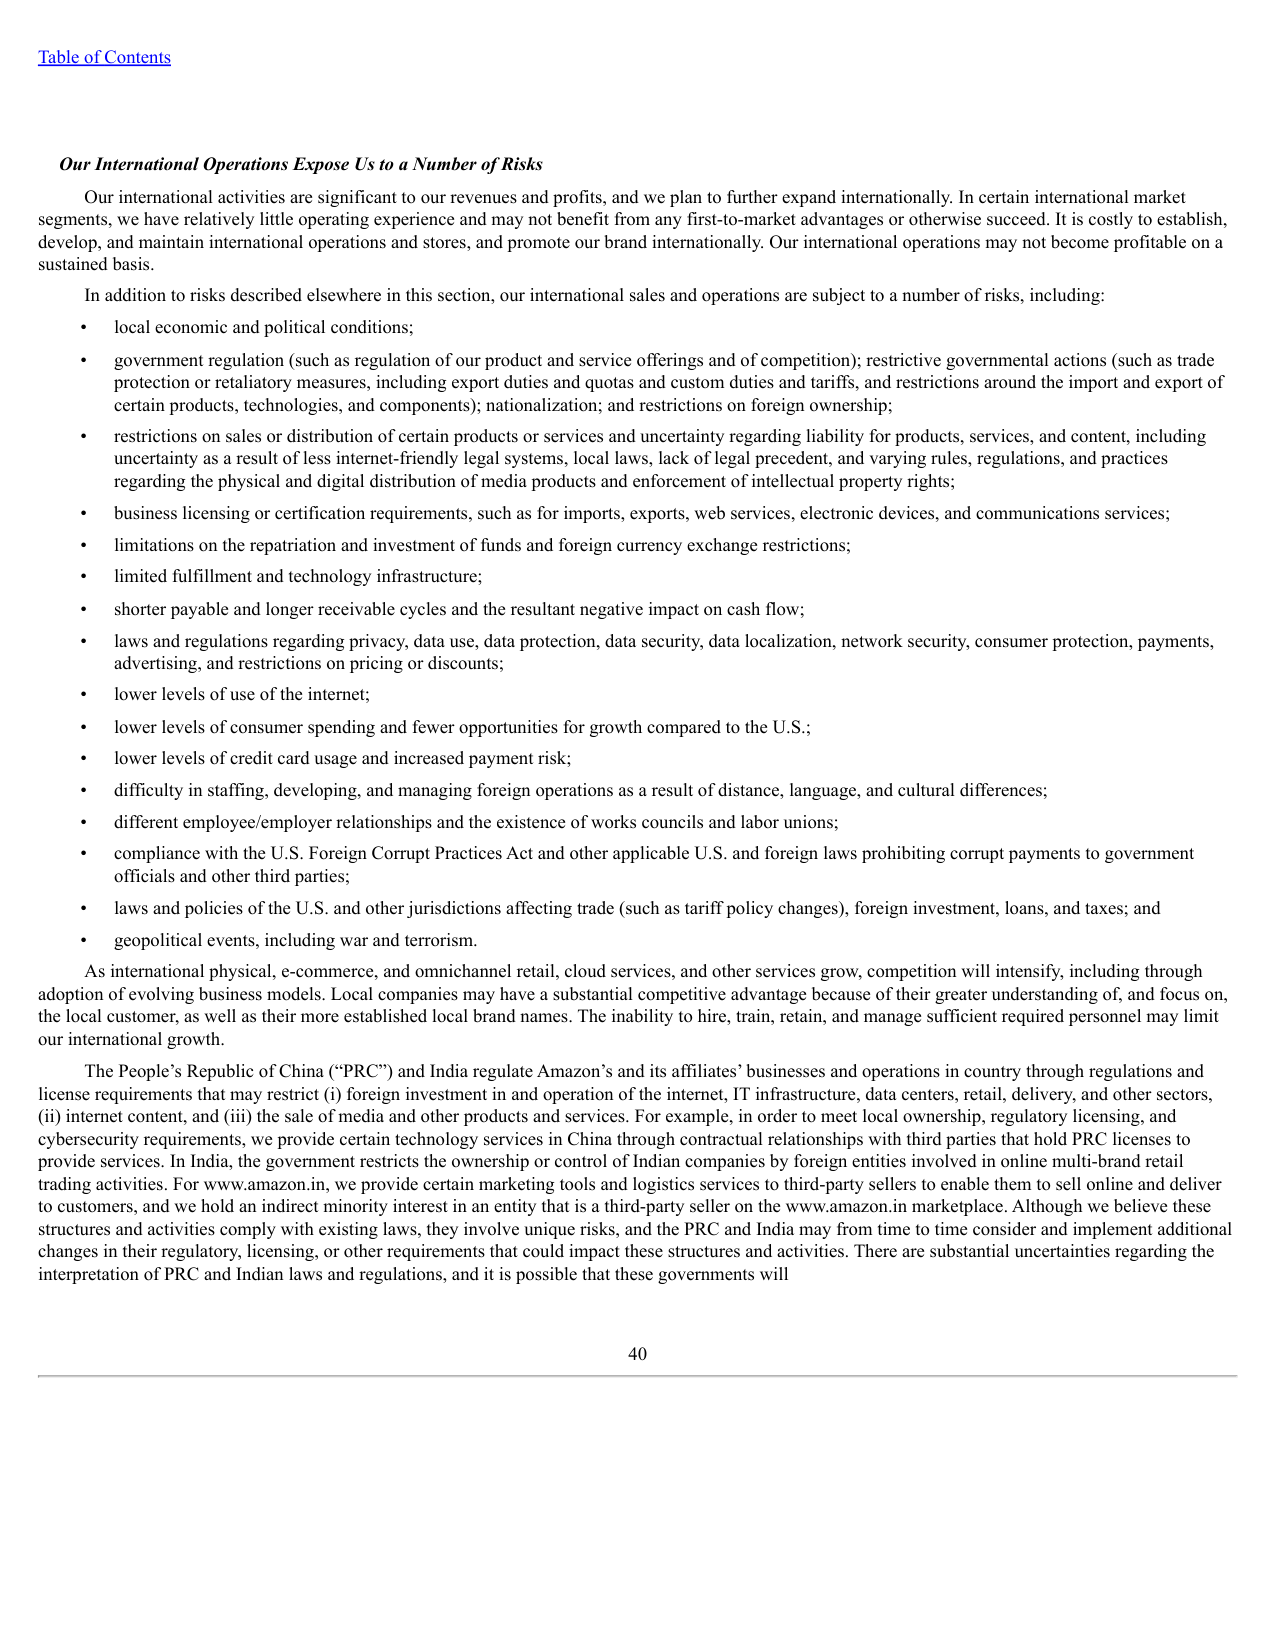 Table of Contents
Our International Operations Expose Us to a Number of Risks
Our international activities are significant to our revenues and profits, and we plan to further expand internationally. In certain international market
segments, we have relatively little operating experience and may not benefit from any first-to-market advantages or otherwise succeed. It is costly to establish,
develop, and maintain international operations and stores, and promote our brand internationally. Our international operations may not become profitable on a
sustained basis.
In addition to risks described elsewhere in this section, our international sales and operations are subject to a number of risks, including:
• local economic and political conditions;
• government regulation (such as regulation of our product and service offerings and of competition); restrictive governmental actions (such as trade
protection or retaliatory measures, including export duties and quotas and custom duties and tariffs, and restrictions around the import and export of
certain products, technologies, and components); nationalization; and restrictions on foreign ownership;
• restrictions on sales or distribution of certain products or services and uncertainty regarding liability for products, services, and content, including
uncertainty as a result of less internet-friendly legal systems, local laws, lack of legal precedent, and varying rules, regulations, and practices
regarding the physical and digital distribution of media products and enforcement of intellectual property rights;
• business licensing or certification requirements, such as for imports, exports, web services, electronic devices, and communications services;
• limitations on the repatriation and investment of funds and foreign currency exchange restrictions;
• limited fulfillment and technology infrastructure;
• shorter payable and longer receivable cycles and the resultant negative impact on cash flow;
• laws and regulations regarding privacy, data use, data protection, data security, data localization, network security, consumer protection, payments,
advertising, and restrictions on pricing or discounts;
• lower levels of use of the internet;
• lower levels of consumer spending and fewer opportunities for growth compared to the U.S.;
• lower levels of credit card usage and increased payment risk;
• difficulty in staffing, developing, and managing foreign operations as a result of distance, language, and cultural differences;
• different employee/employer relationships and the existence of works councils and labor unions;
• compliance with the U.S. Foreign Corrupt Practices Act and other applicable U.S. and foreign laws prohibiting corrupt payments to government
officials and other third parties;
• laws and policies of the U.S. and other jurisdictions affecting trade (such as tariff policy changes), foreign investment, loans, and taxes; and
• geopolitical events, including war and terrorism.
As international physical, e-commerce, and omnichannel retail, cloud services, and other services grow, competition will intensify, including through
adoption of evolving business models. Local companies may have a substantial competitive advantage because of their greater understanding of, and focus on,
the local customer, as well as their more established local brand names. The inability to hire, train, retain, and manage sufficient required personnel may limit
our international growth.
The People’s Republic of China (“PRC”) and India regulate Amazon’s and its affiliates’ businesses and operations in country through regulations and
license requirements that may restrict (i) foreign investment in and operation of the internet, IT infrastructure, data centers, retail, delivery, and other sectors,
(ii) internet content, and (iii) the sale of media and other products and services. For example, in order to meet local ownership, regulatory licensing, and
cybersecurity requirements, we provide certain technology services in China through contractual relationships with third parties that hold PRC licenses to
provide services. In India, the government restricts the ownership or control of Indian companies by foreign entities involved in online multi-brand retail
trading activities. For www.amazon.in, we provide certain marketing tools and logistics services to third-party sellers to enable them to sell online and deliver
to customers, and we hold an indirect minority interest in an entity that is a third-party seller on the www.amazon.in marketplace. Although we believe these
structures and activities comply with existing laws, they involve unique risks, and the PRC and India may from time to time consider and implement additional
changes in their regulatory, licensing, or other requirements that could impact these structures and activities. There are substantial uncertainties regarding the
interpretation of PRC and Indian laws and regulations, and it is possible that these governments will
40